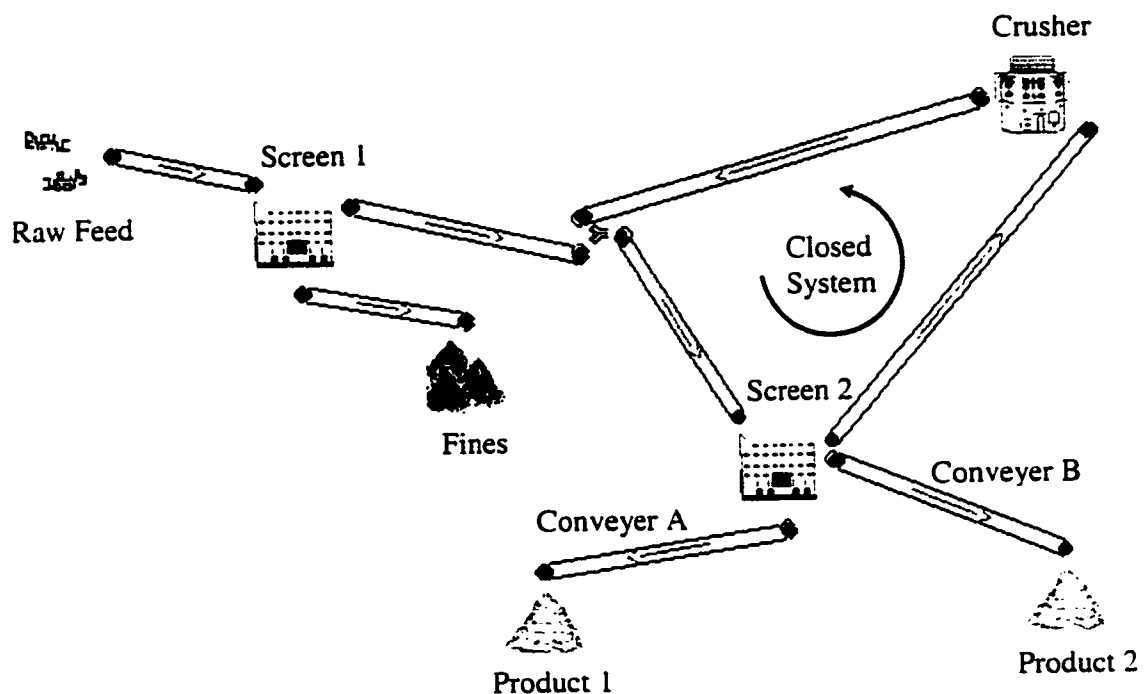 Crusher
Screen 1
Raw Feed
Closed
System
Screen 2
Fines
Conveyer B
Conveyer A
Product 2
Product 1